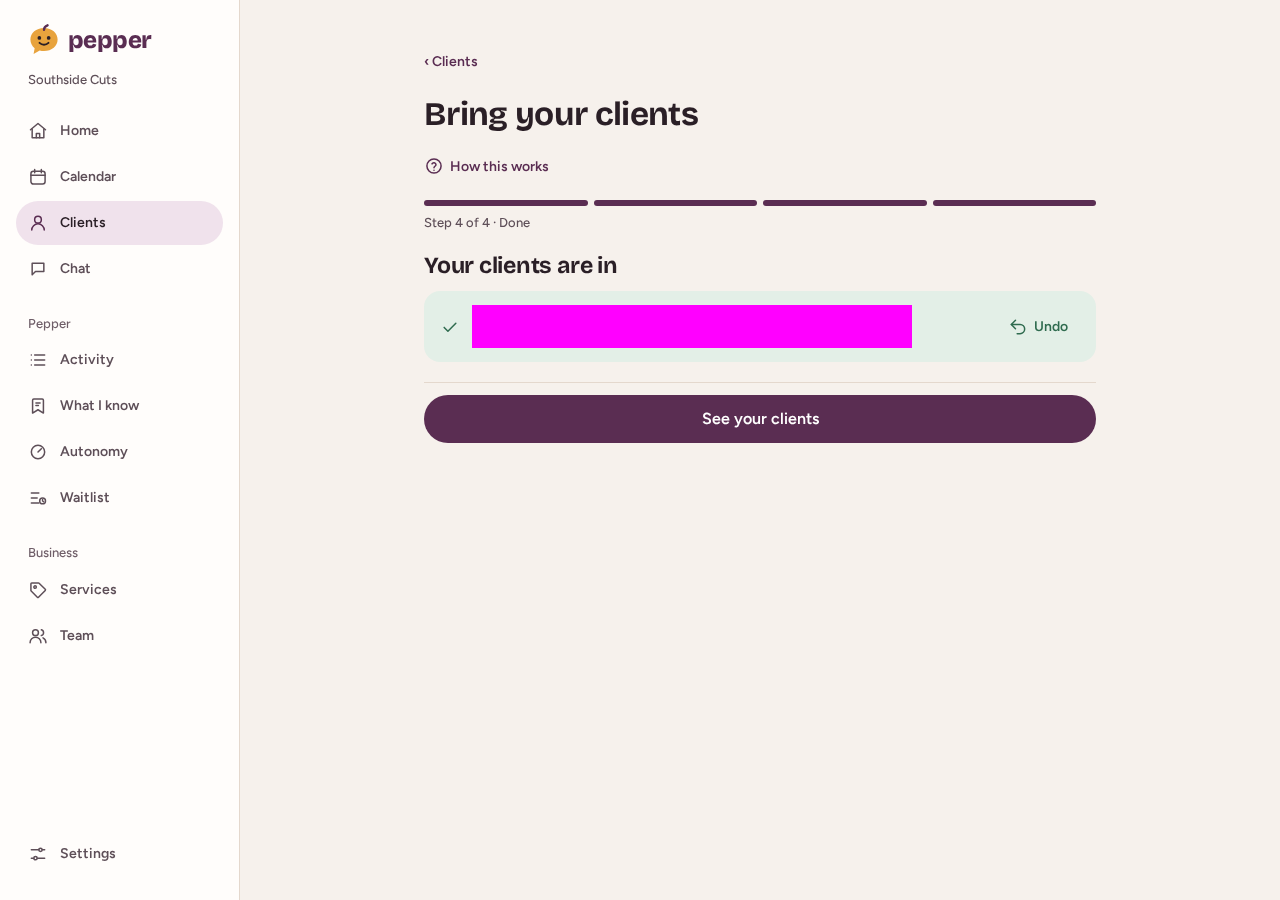 pepper
Southside Cuts
Home
Calendar
Clients
Chat
Pepper
Activity
What I know
Autonomy
Waitlist
Business
Services
Team
Settings
‹ Clients
Bring your clients
How this works
Step 4 of 4 · Done
Your clients are in
Undo
See your clients